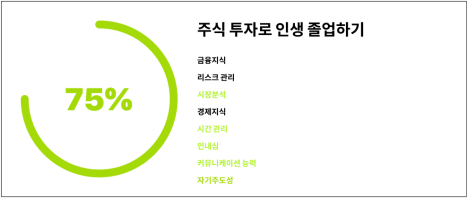 주식 투자로 인생 졸업하기
75%
금융지식
리스크 관리
시장분석
경제지식
시간 관리
인내심
커뮤니케이션 능력
자기주도성